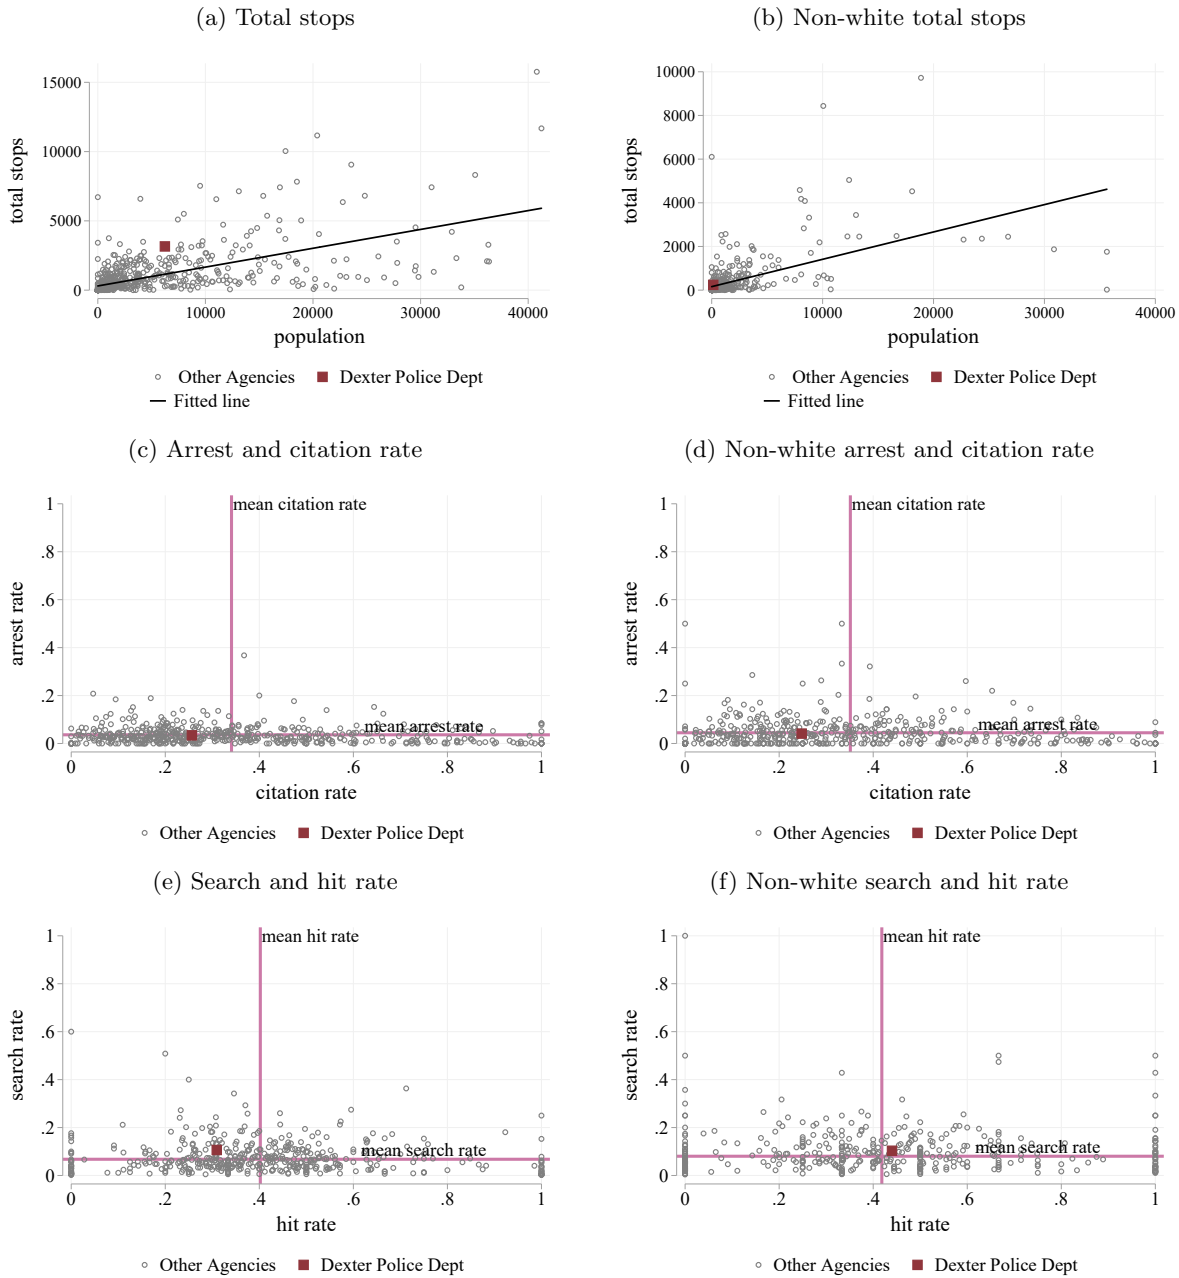 (a) Total stops
(b) Non-white total stops
15000
10000
5000
0
total stops
0 10000 20000 30000 40000
population
Other Agencies Dexter Police Dept
Fitted line
10000
8000
6000
4000
2000
0
total stops
0 10000 20000 30000 40000
population
Other Agencies Dexter Police Dept
Fitted line
(c) Arrest and citation rate
(d) Non-white arrest and citation rate
1
.8
.6
.4
.2
0
arrest rate
mean citation rate
mean arrest rate
0 .2 .4 .6 .8 1
citation rate
Other Agencies Dexter Police Dept
1
.8
.6
.4
.2
0
arrest rate
mean citation rate
mean arrest rate
0 .2 .4 .6 .8 1
citation rate
Other Agencies Dexter Police Dept
(e) Search and hit rate
(f) Non-white search and hit rate
1
.8
.6
.4
.2
0
search rate
mean hit rate
mean search rate
0 .2 .4 .6 .8 1
hit rate
Other Agencies Dexter Police Dept
1
.8
.6
.4
.2
0
search rate
mean hit rate
mean search rate
0 .2 .4 .6 .8 1
hit rate
Other Agencies Dexter Police Dept